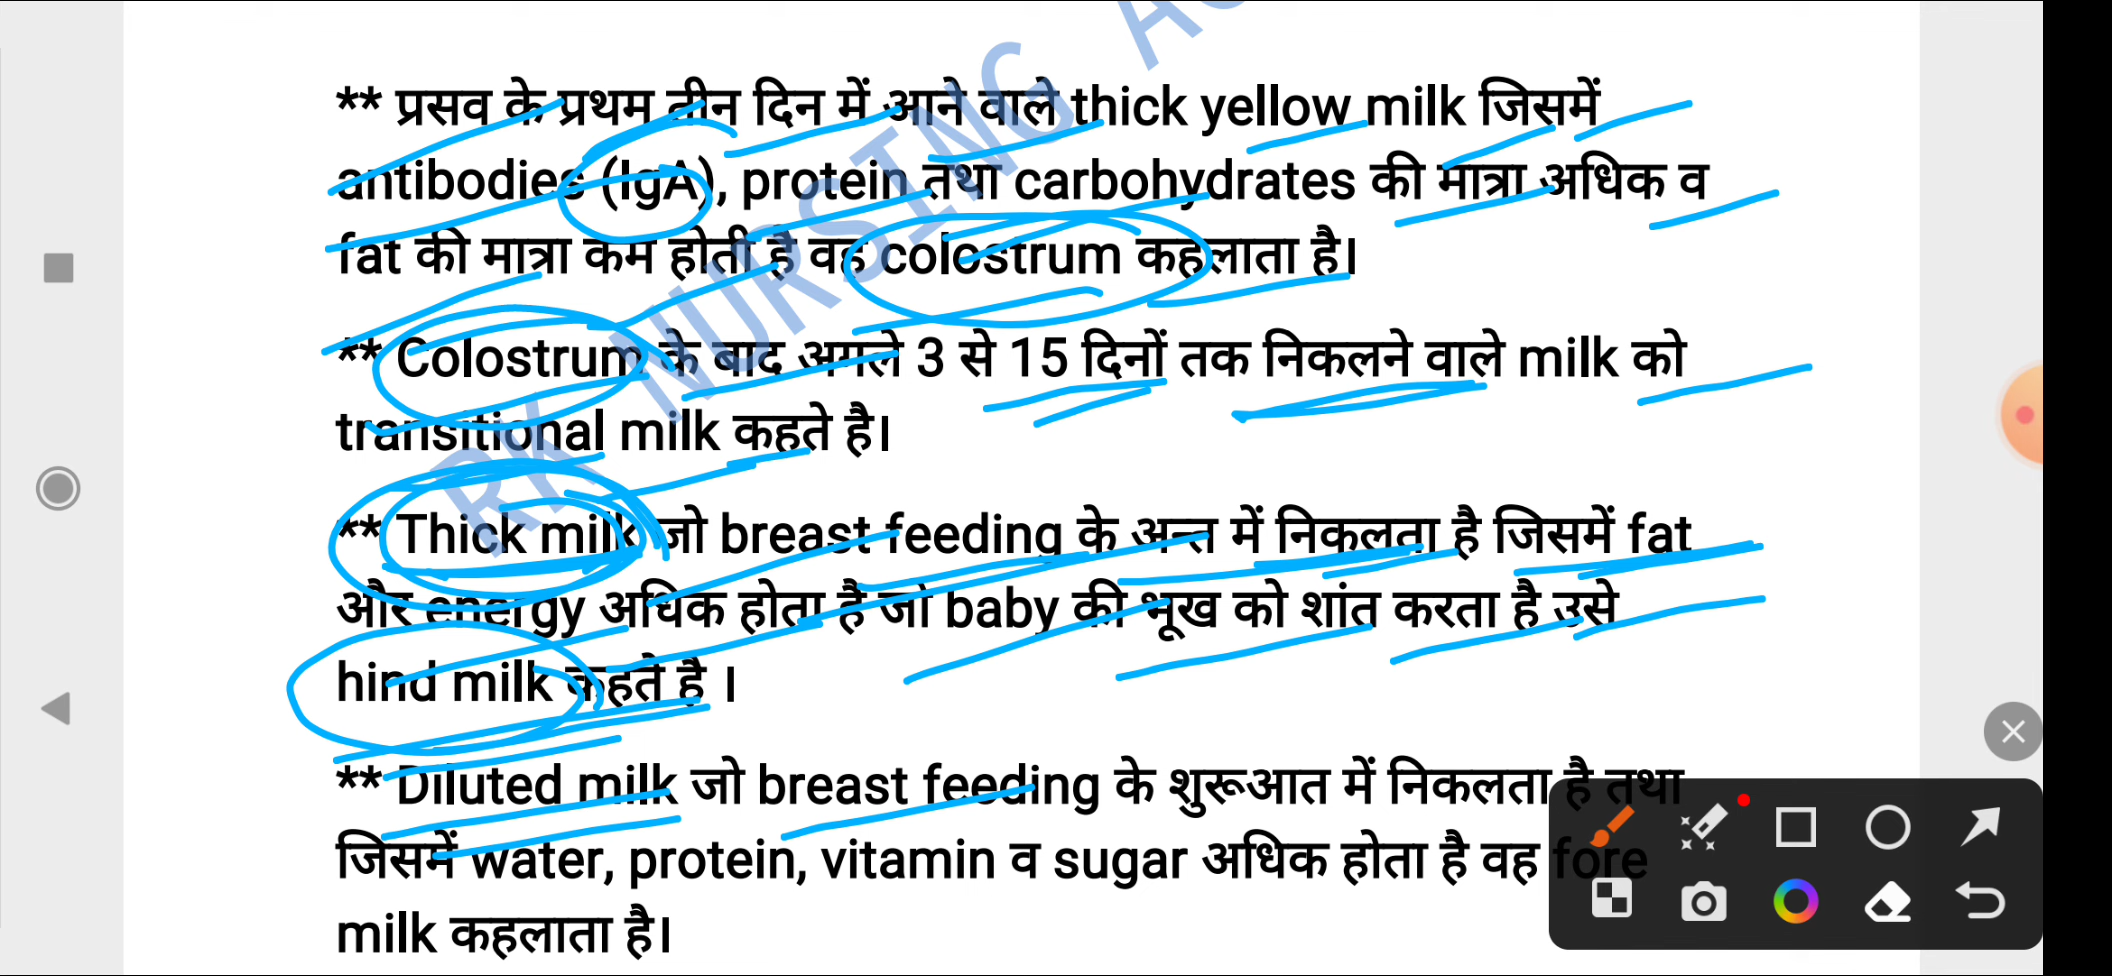 ** प्रसव के प्रथम तीन दिन में आने वाले thick yellow milk जिसमें
antibodies (IgA), protein तथा carbohydrates की मात्रा अधिक व
fat की मात्रा कम होती है वह colostrum कहलाता है।
** Colostrum के बाद अगले 3 से 15 दिनों तक निकलने वाले milk को
transitional milk कहते है।
** Thick milk जो breast feeding के अन्त में निकलता है जिसमें fat
और energy अधिक होता है जो baby की भूख को शांत करता है उसे
hind milk कहते है ।
** Diluted milk जो breast feeding के शुरूआत में निकलता है तथा
जिसमें water, protein, vitamin व sugar अधिक होता है वह fore
milk कहलाता है।
RK NURSING